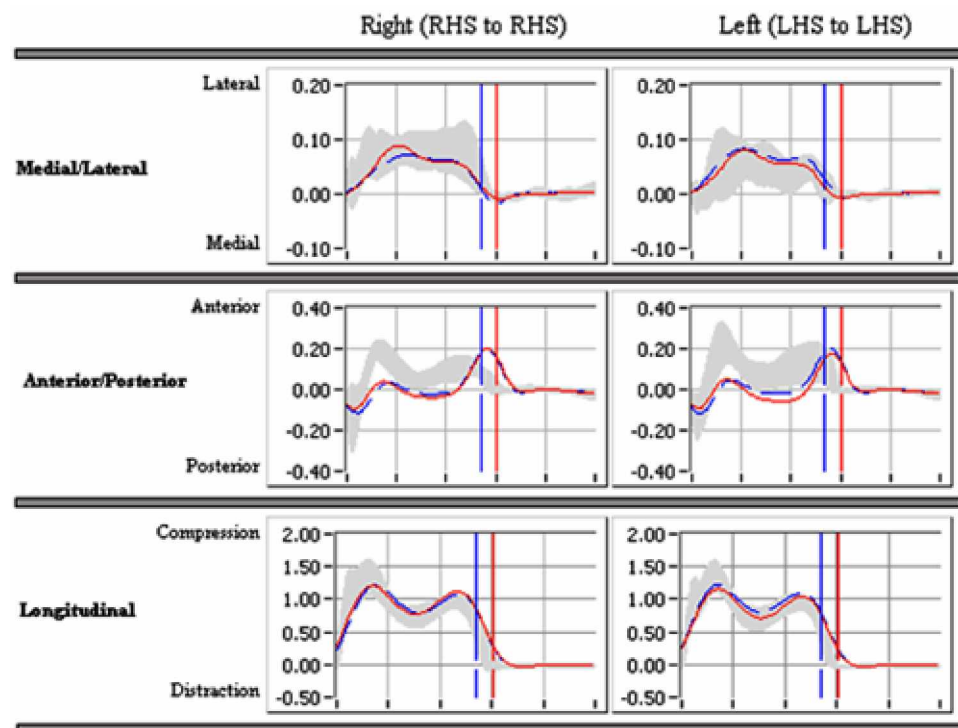 Right (RHS to RHS) Left (LHS to LHS)
Lateral
0.20 0.20
0.10 0.10
Medial/Lateral
0.00 0.00
Medial
-0.10 -0.10
Anterior
0.40 0.40
0.20 0.20
Anterior/Posterior
0.00 0.00
-0.20 -0.20
Posterior
-0.40 -0.40
Compression
2.00 2.00
1.50 1.50
1.00 1.00
Longitudinal
0.50 0.50
0.00 0.00
Distraction
-0.50 -0.50